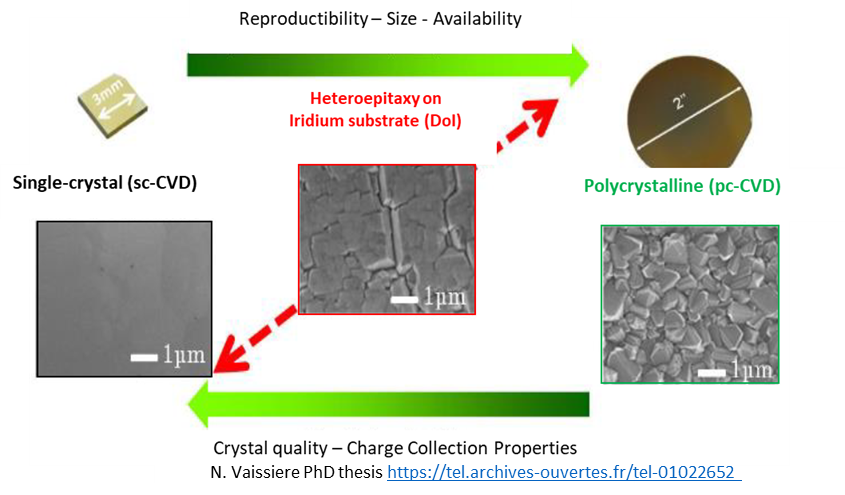 Reproductibility – Size - Availability
3mm
Heteroepitaxy on
Iridium substrate (DoI)
2"
Single-crystal (sc-CVD)
Polycrystalline (pc-CVD)
1µm
1µm
1µm
Crystal quality – Charge Collection Properties
N. Vaissiere PhD thesis https://tel.archives-ouvertes.fr/tel-01022652